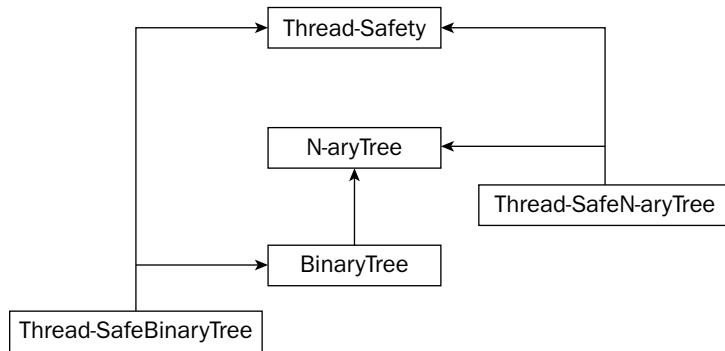 Thread-Safety
N-aryTree
Thread-SafeN-aryTree
BinaryTree
Thread-SafeBinaryTree